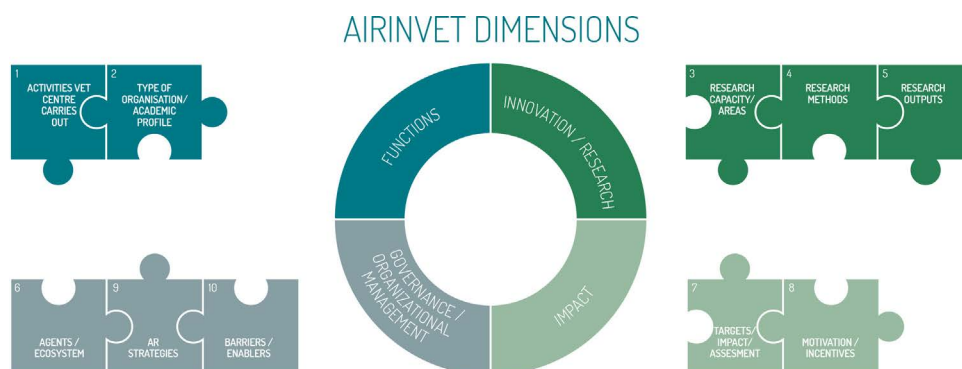 AIRINVET DIMENSIONS
1
ACTIVITIES VET
CENTRE
CARRIES
OUT
2
TYPE OF
ORGANISATION/
ACADEMIC
PROFILE
FUNCTIONS
INNOVATION / RESEARCH
3
RESEARCH
CAPACITY/
AREAS
4
RESEARCH
METHODS
5
RESEARCH
OUTPUTS
6
AGENTS /
ECOSYSTEM
9
AR
STRATEGIES
10
BARRIERS /
ENABLERS
GOVERNANCE /
ORGANIZATIONAL
MANAGEMENT
IMPACT
7
TARGETS/
IMPACT/
ASSESMENT
8
MOTIVATION /
INCENTIVES